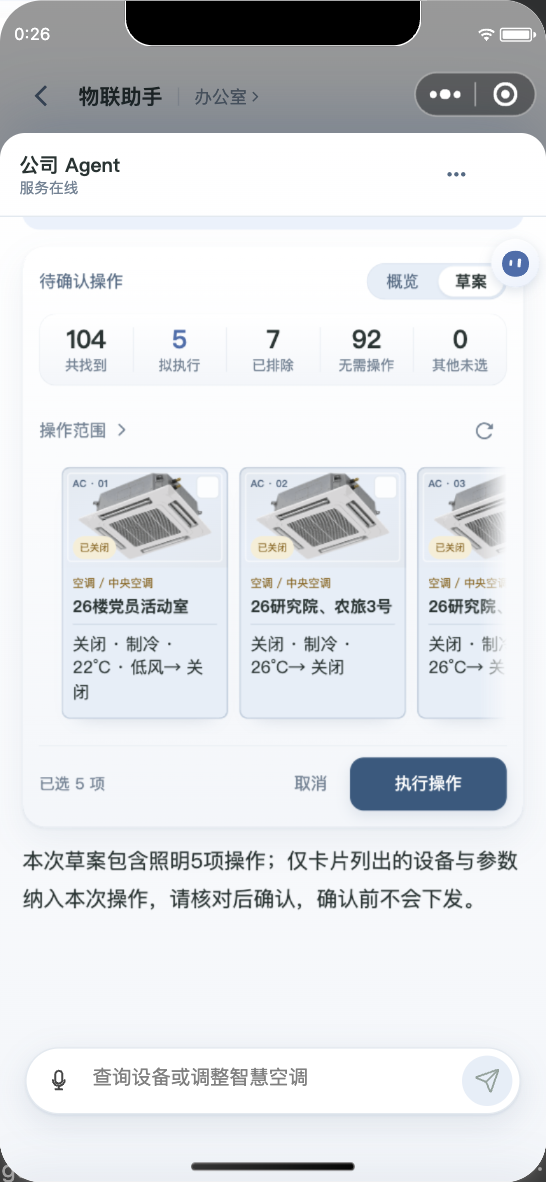 0:26
物联助手
办公室
公司 Agent
服务在线
待确认操作
概览
草案
104
共找到
5
拟执行
7
已排除
92
无需操作
0
其他未选
操作范围
AC · 01
已关闭
空调 / 中央空调
26楼党员活动室
关闭 · 制冷 ·
22°C · 低风→ 关
闭
AC · 02
已关闭
空调 / 中央空调
26研究院、农旅3号
关闭 · 制冷 ·
26°C→ 关闭
AC · 03
已关闭
空调 / 中央空
26研究院、
关闭 · 制
26°C→ 关
已选 5 项
取消
执行操作
本次草案包含照明5项操作；仅卡片列出的设备与参数
纳入本次操作，请核对后确认，确认前不会下发。
查询设备或调整智慧空调